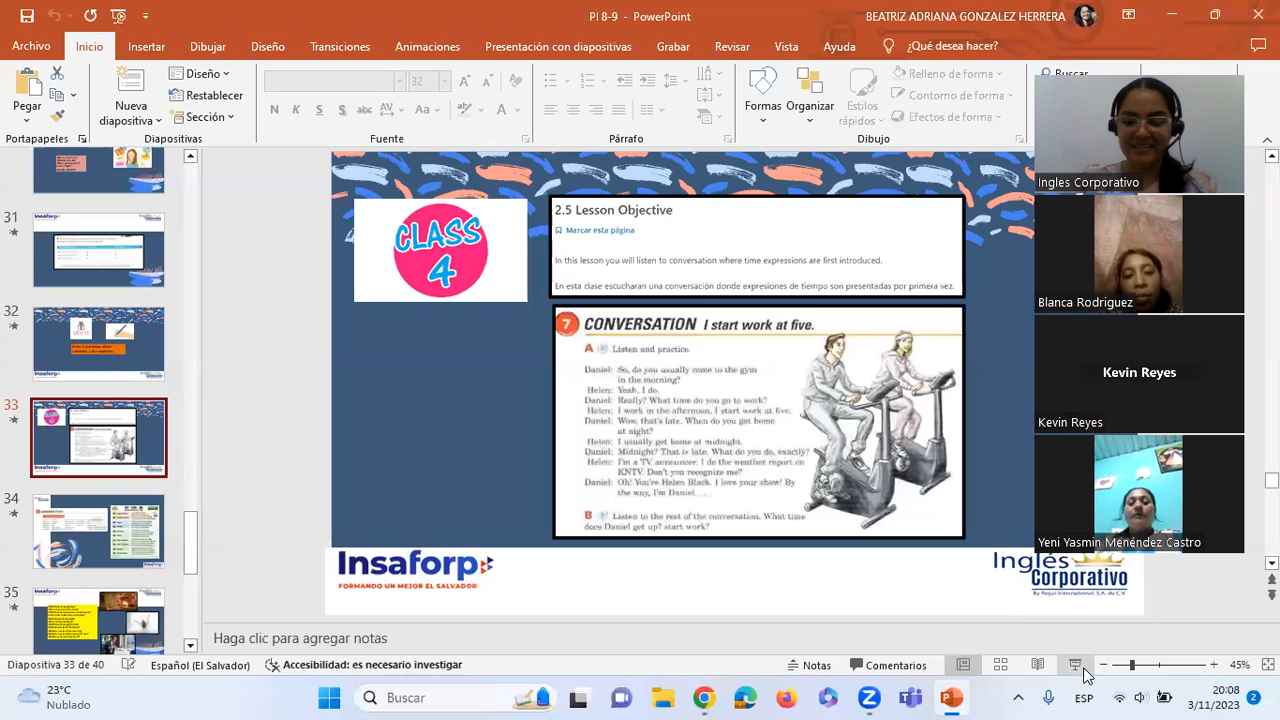 PI 8-9 - PowerPoint
BEATRIZ ADRIANA GONZALEZ HERRERA
Archivo Inicio Insertar Dibujar Diseño Transiciones Animaciones Presentación con diapositivas Grabar Revisar Vista Ayuda ¿Qué desea hacer?
Pegar
Portapapeles
Nueva
diapositiva
Diseño
Restablecer
Sección
Diapositivas
32
N K S S abc AV Aa A
Fuente
Párrafo
Formas Organizar Estilos
rápidos
Relleno de forma
Contorno de forma
Efectos de forma
Dibujo
Buscar
31
32
33
34
35
CLASS
4
2.5 Lesson Objective
Marcar esta página
In this lesson you will listen to conversation where time expressions are first introduced.
En esta clase escucharan una conversación donde expresiones de tiempo son presentadas por primera vez.
7 CONVERSATION I start work at five.
A Listen and practice.
Daniel: So, do you usually come to the gym
in the morning?
Helen: Yeah, I do.
Daniel: Really? What time do you go to work?
Helen: I work in the afternoon. I start work at five.
Daniel: Wow, that's late. When do you get home
at night?
Helen: I usually get home at midnight.
Daniel: Midnight? That is late. What do you do, exactly?
Helen: I'm a TV announcer. I do the weather report on
KNTV. Don't you recognize me?
Daniel: Oh! You're Helen Black. I love your show! By
the way, I'm Daniel....
B Listen to the rest of the conversation. What time
does Daniel get up? start work?
Insaforp
FORMANDO UN MEJOR EL SALVADOR
Inglés
Corporativo
By Regal International, S.A. de C.V.
Ingles Corporativo
Blanca Rodriguez
Kevin Reyes
Kevin Reyes
Yeni Yasmin Menéndez Castro
Haga clic para agregar notas
Diapositiva 33 de 40 Español (El Salvador) Accesibilidad: es necesario investigar Notas Comentarios 45%
23°C
Nublado
Buscar
ESP
20:08
3/11/2023
2